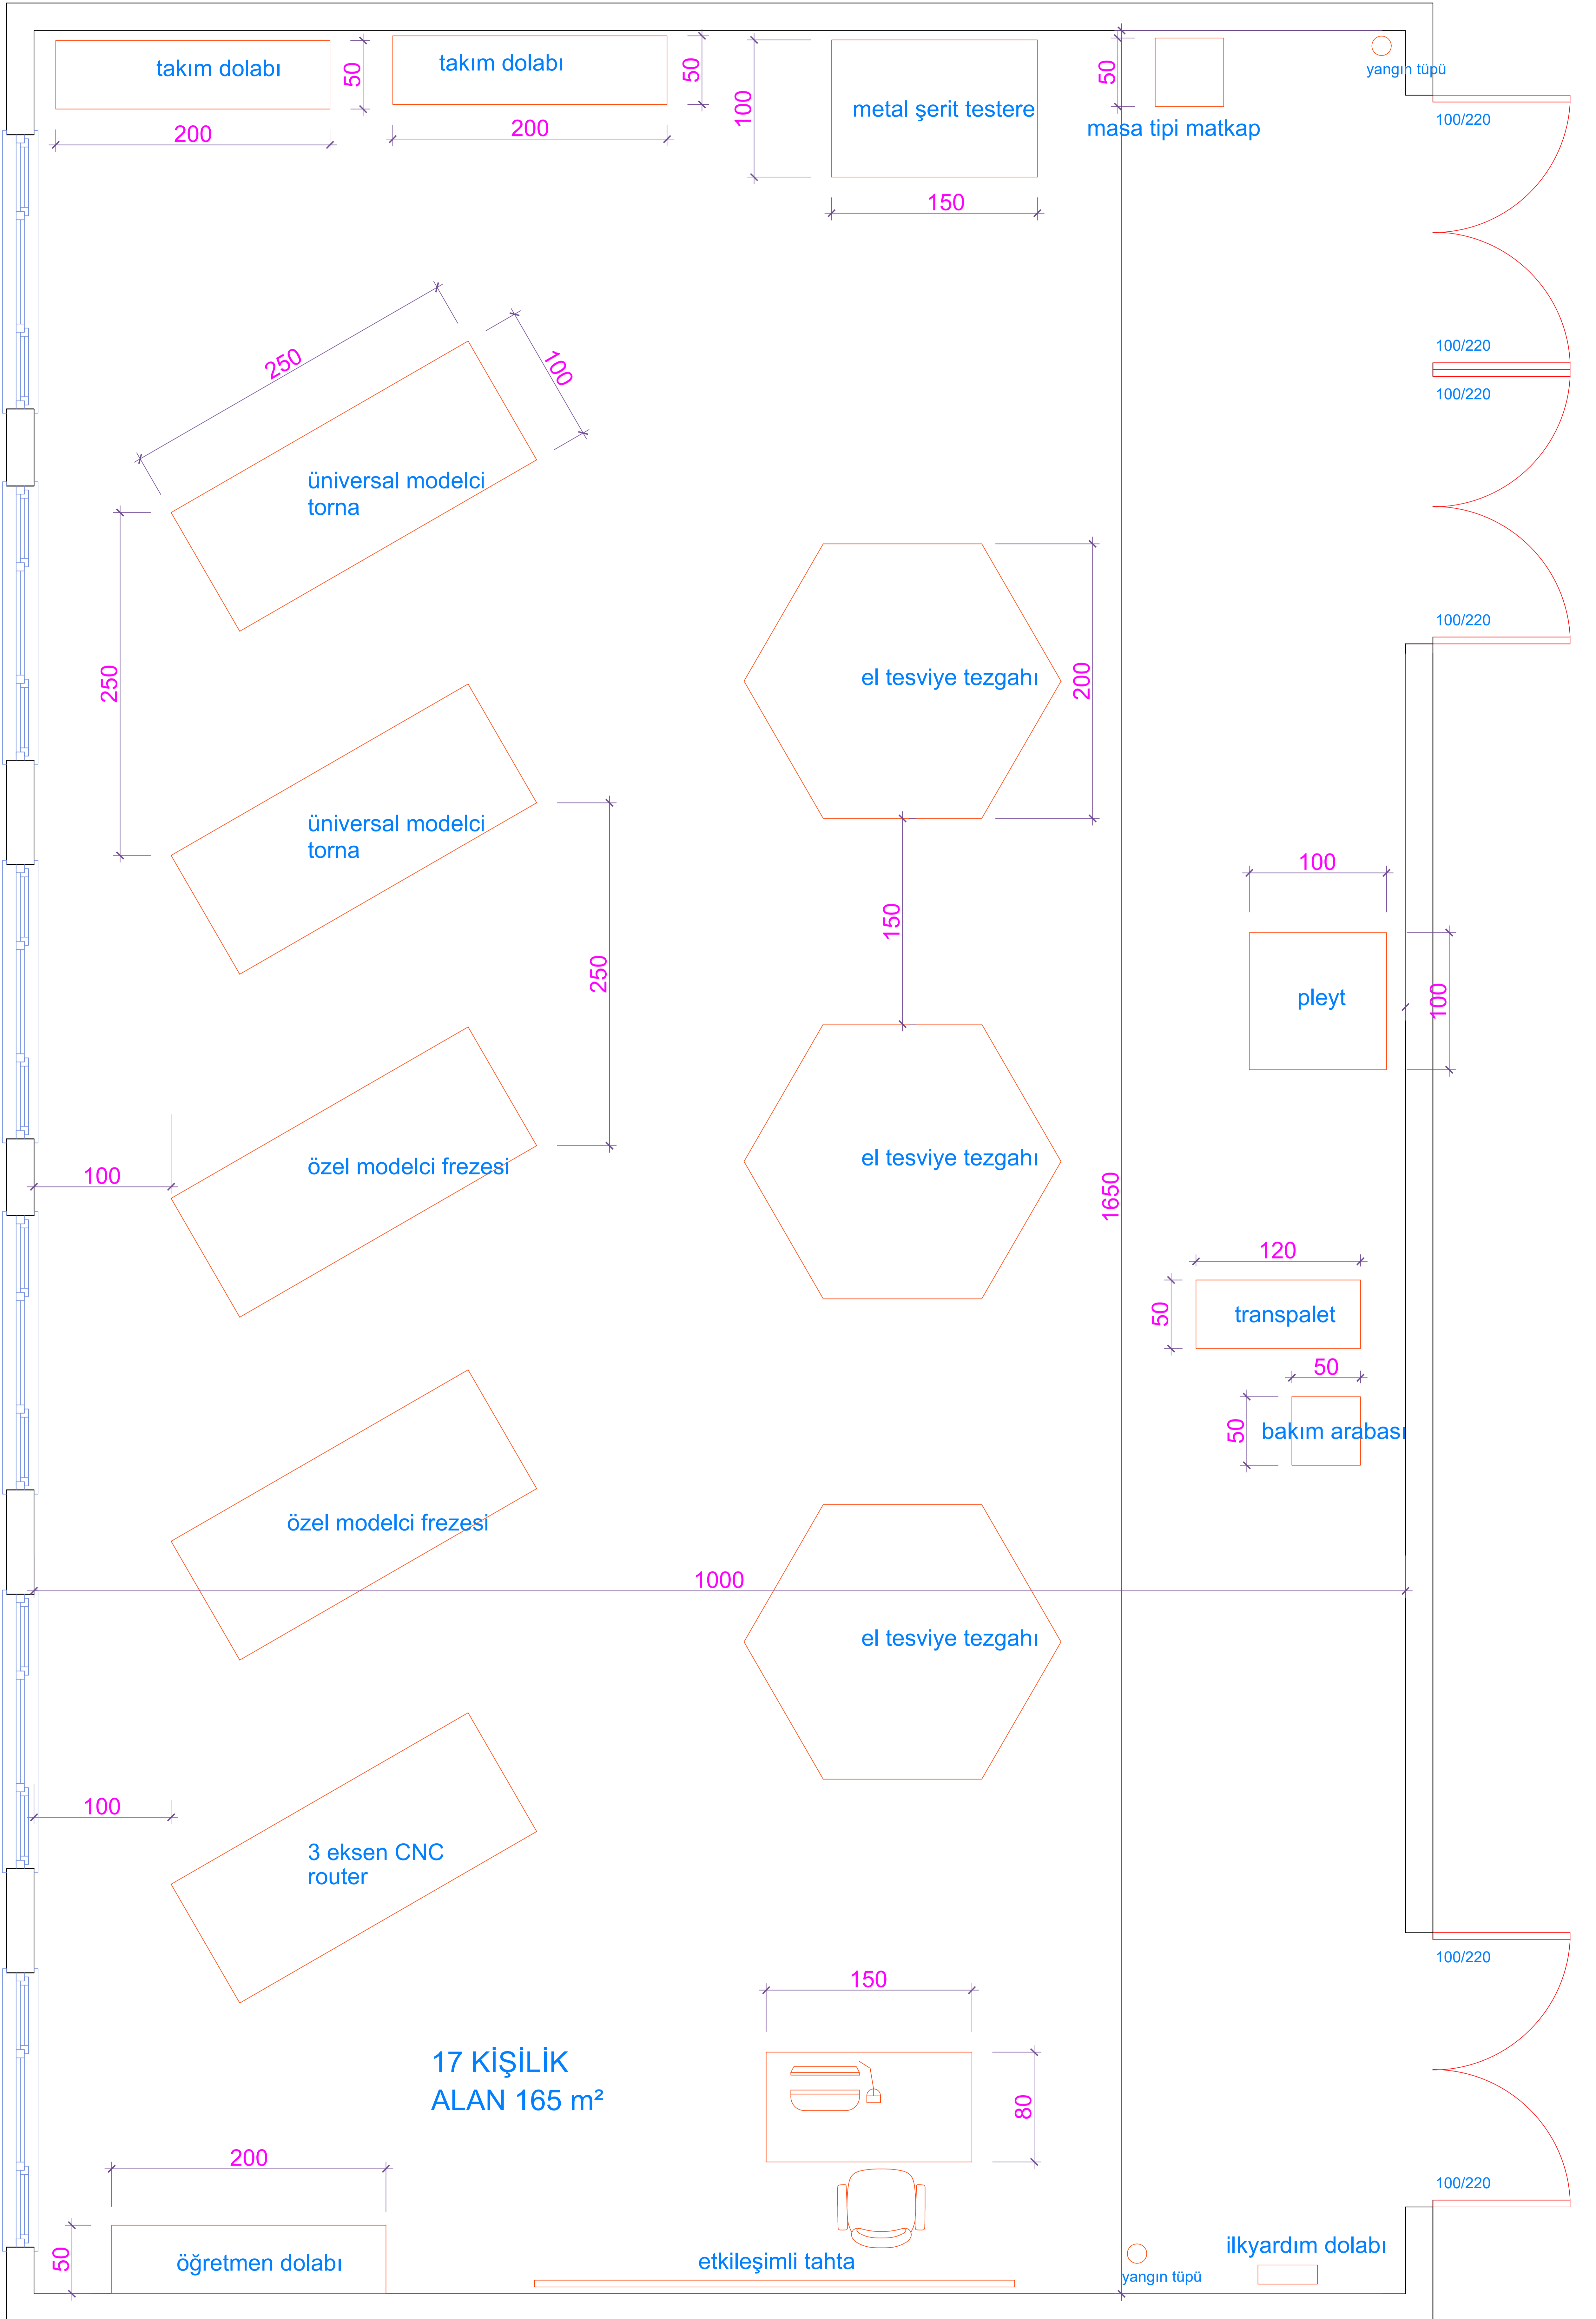 takım dolabı
50
200
takım dolabı
50
200
100
metal şerit testere
150
50
masa tipi matkap
yangın tüpü
100/220
100/220
100/220
100/220
250
100
üniversal modelci
torna
250
el tesviye tezgahı
200
üniversal modelci
torna
250
150
100
pleyt
100
100
özel modelci frezesi
el tesviye tezgahı
1650
120
50
transpalet
50
50
bakım arabası
özel modelci frezesi
1000
el tesviye tezgahı
100
3 eksen CNC
router
100/220
150
80
17 KİŞİLİK
ALAN 165 m²
200
50
öğretmen dolabı
etkileşimli tahta
yangın tüpü
ilkyardım dolabı
100/220